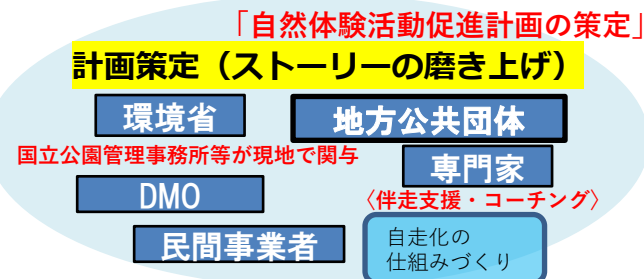 「自然体験活動促進計画の策定」
計画策定（ストーリーの磨き上げ）
環境省
地方公共団体
国立公園管理事務所等が現地で関与
専門家
DMO
〈伴走支援・コーチング〉
民間事業者
自走化の
仕組みづくり